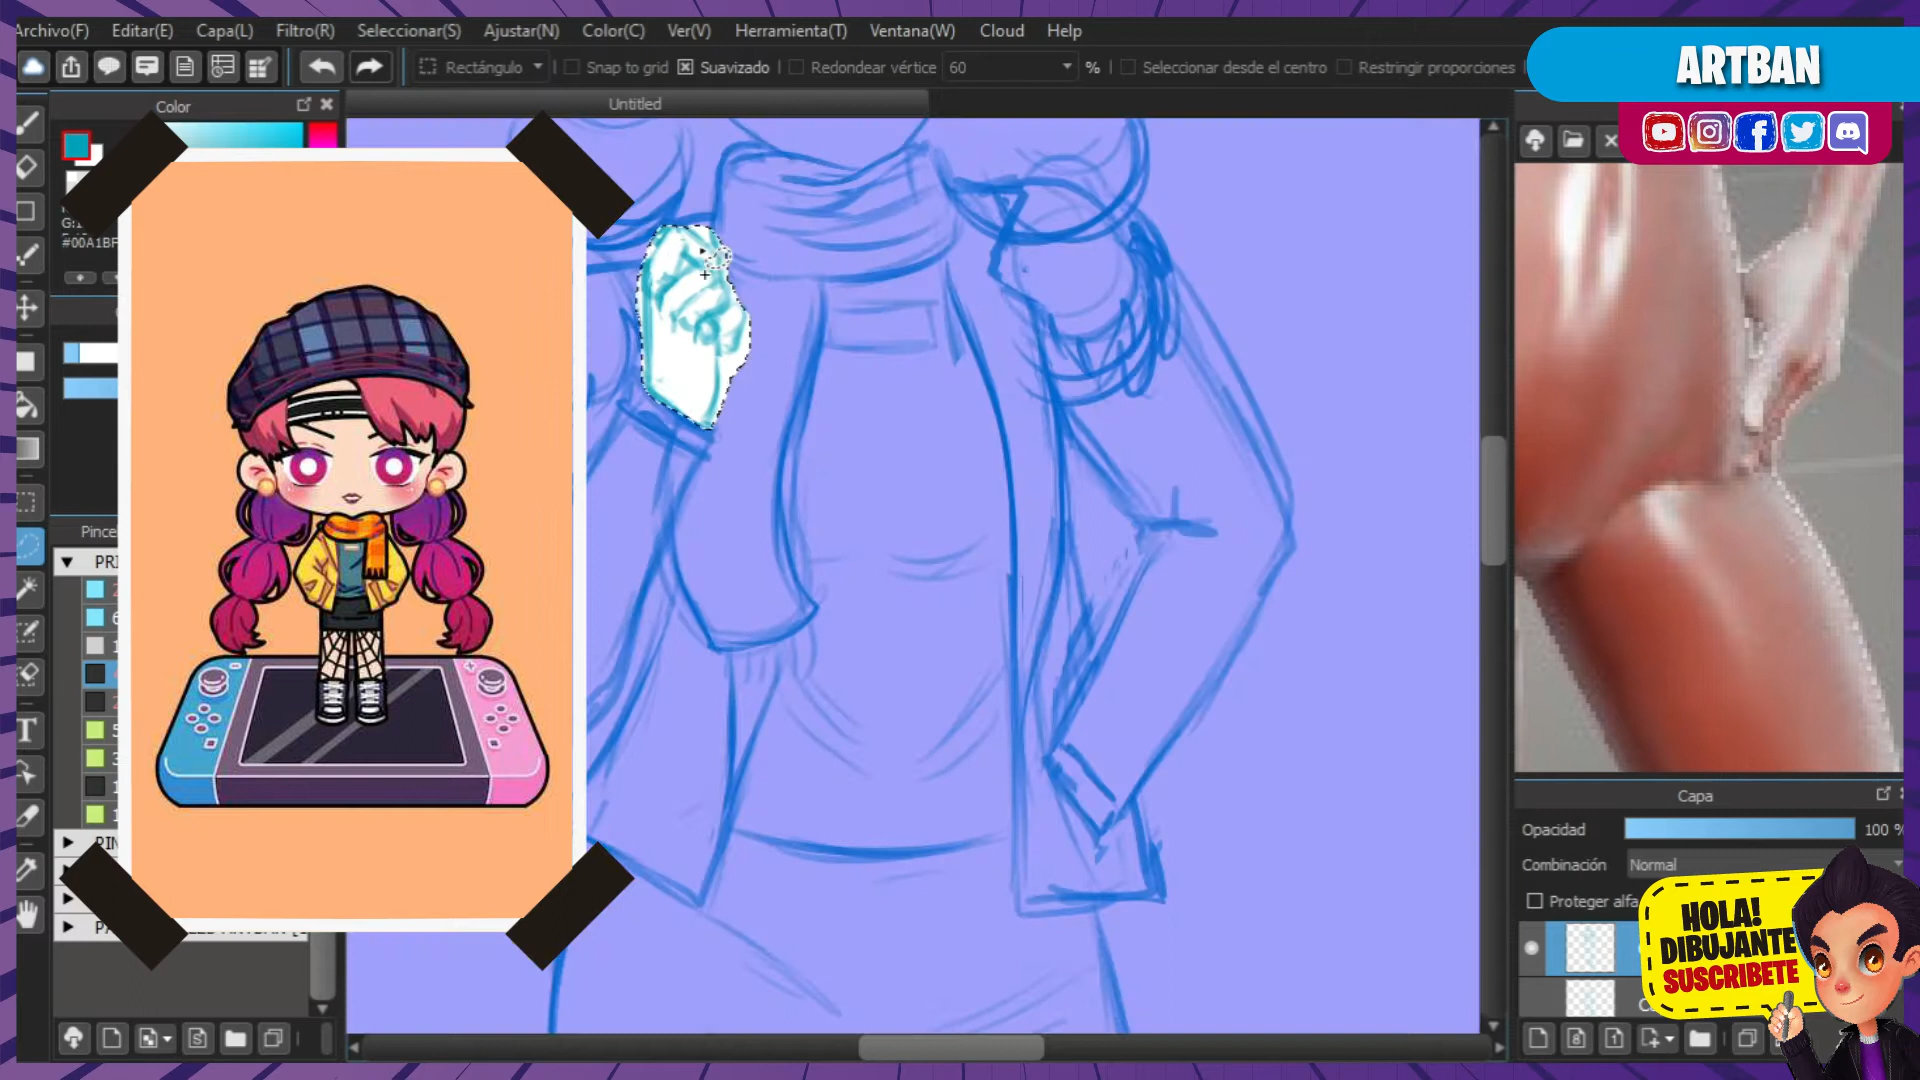 Archivo(F) Editar(E) Capa(L) Filtro(R) Seleccionar(S) Ajustar(N) Color(C) Ver(V) Herramienta(T) Ventana(W) Cloud Help
Rectángulo Snap to grid Suavizado Redondear vértice 60 % Seleccionar desde el centro Restringir proporciones
ARTBAN
Color
Untitled
#00A1BF
Pince
PRI
Capa
Opacidad 100 %
Combinación Normal
Proteger alfa
HOLA!
DIBUJANTE
SUSCRIBETE